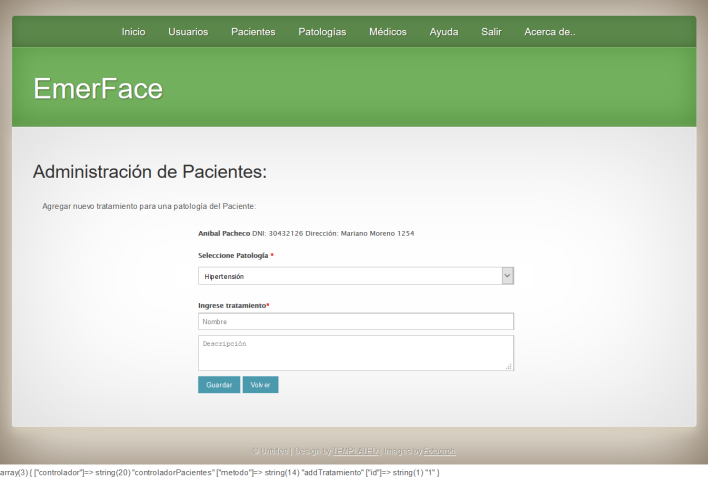 Inicio Usuarios Pacientes Patologías Médicos Ayuda Salir Acerca de..
EmerFace
Administración de Pacientes:
Agregar nuevo tratamiento para una patología del Paciente:
Anibal Pacheco DNI: 30432126 Dirección: Mariano Moreno 1254
Seleccione Patología *
Hipertensión
Ingrese tratamiento*
Nombre
Descripción
Guardar Volver
© Untitled | Design by TEMPLATED | Images by Fotogrph
array(3) { ["controlador"]=> string(20) "controladorPacientes" ["metodo"]=> string(14) "addTratamiento" ["id"]=> string(1) "1" }